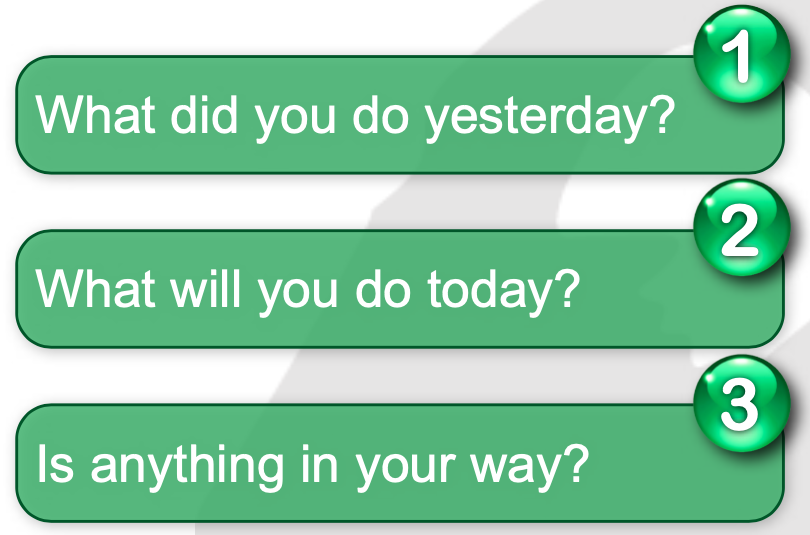 1
What did you do yesterday?
2
What will you do today?
3
Is anything in your way?